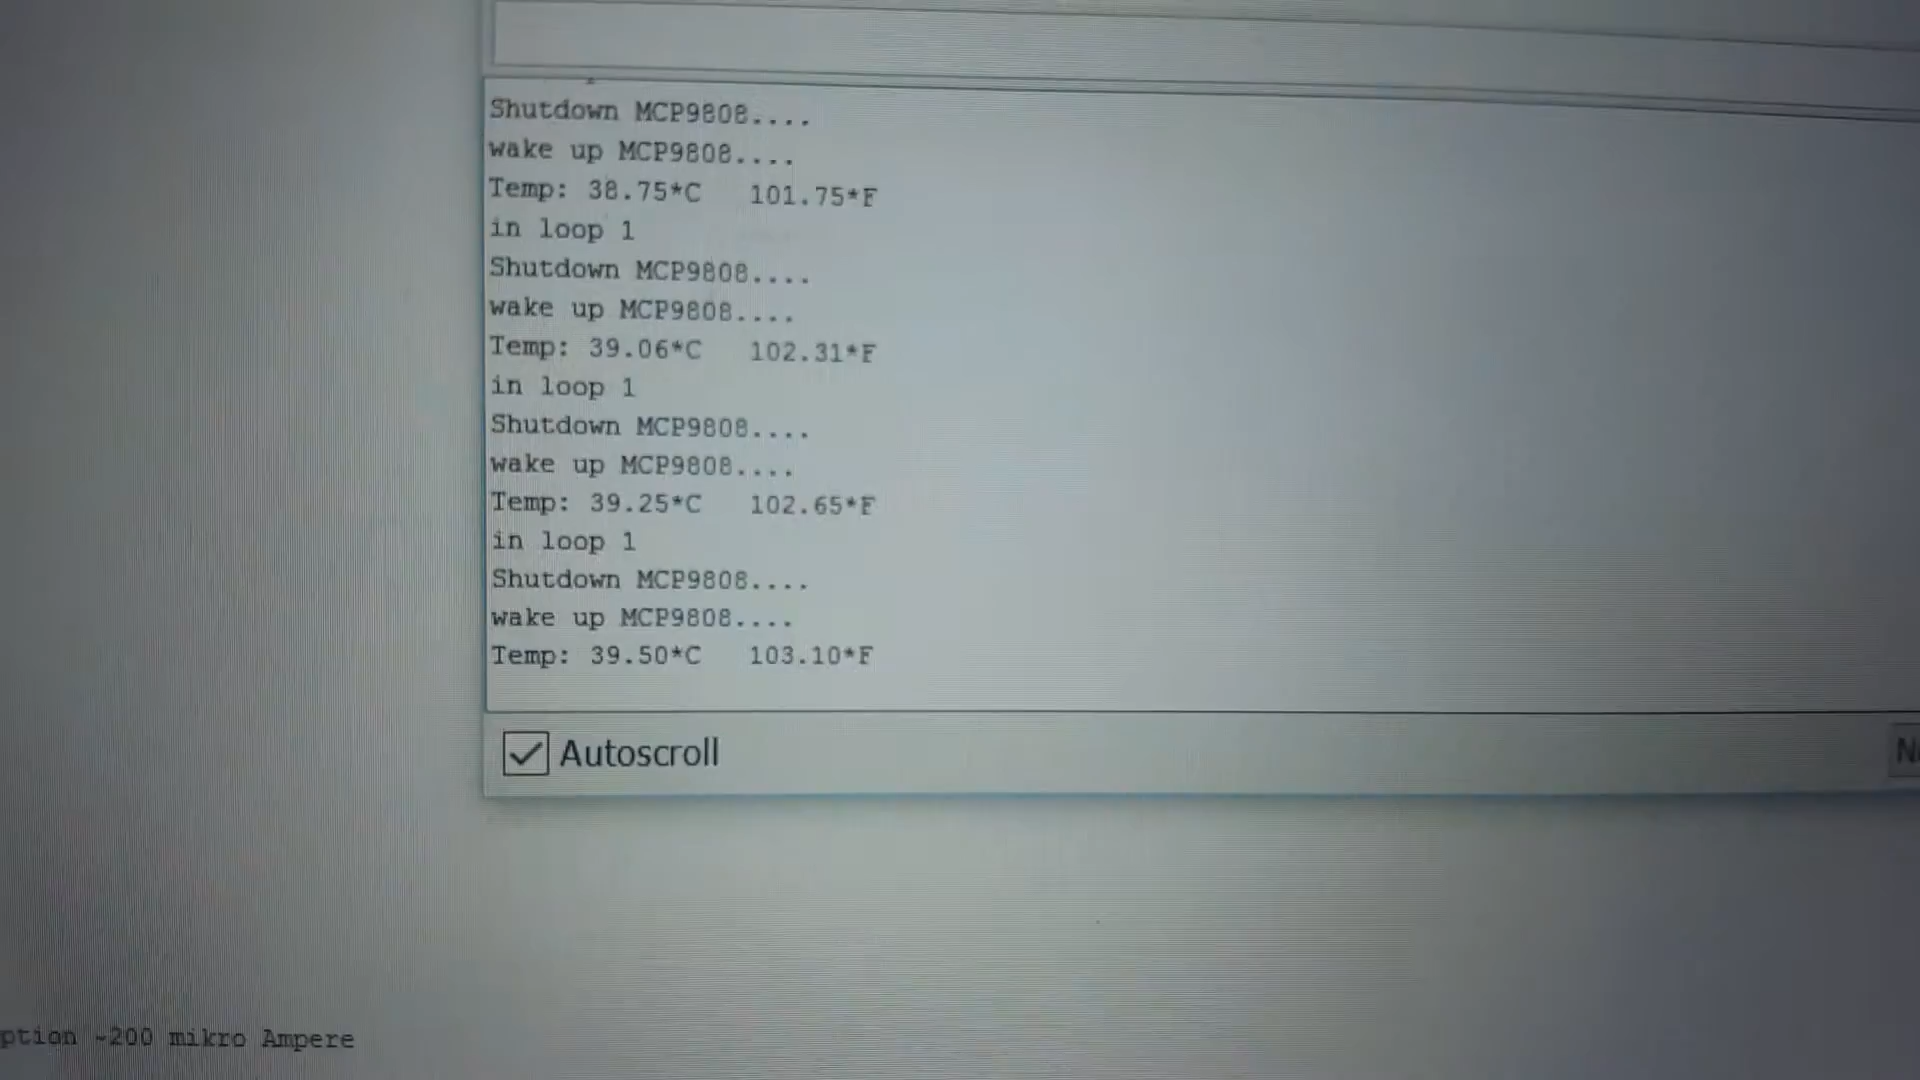 Shutdown MCP9808....
wake up MCP9808....
Temp: 38.75*C   101.75*F
in loop 1
Shutdown MCP9808....
wake up MCP9808....
Temp: 39.06*C   102.31*F
in loop 1
Shutdown MCP9808....
wake up MCP9808....
Temp: 39.25*C   102.65*F
in loop 1
Shutdown MCP9808....
wake up MCP9808....
Temp: 39.50*C   103.10*F
Autoscroll
ption ~200 mikro Ampere